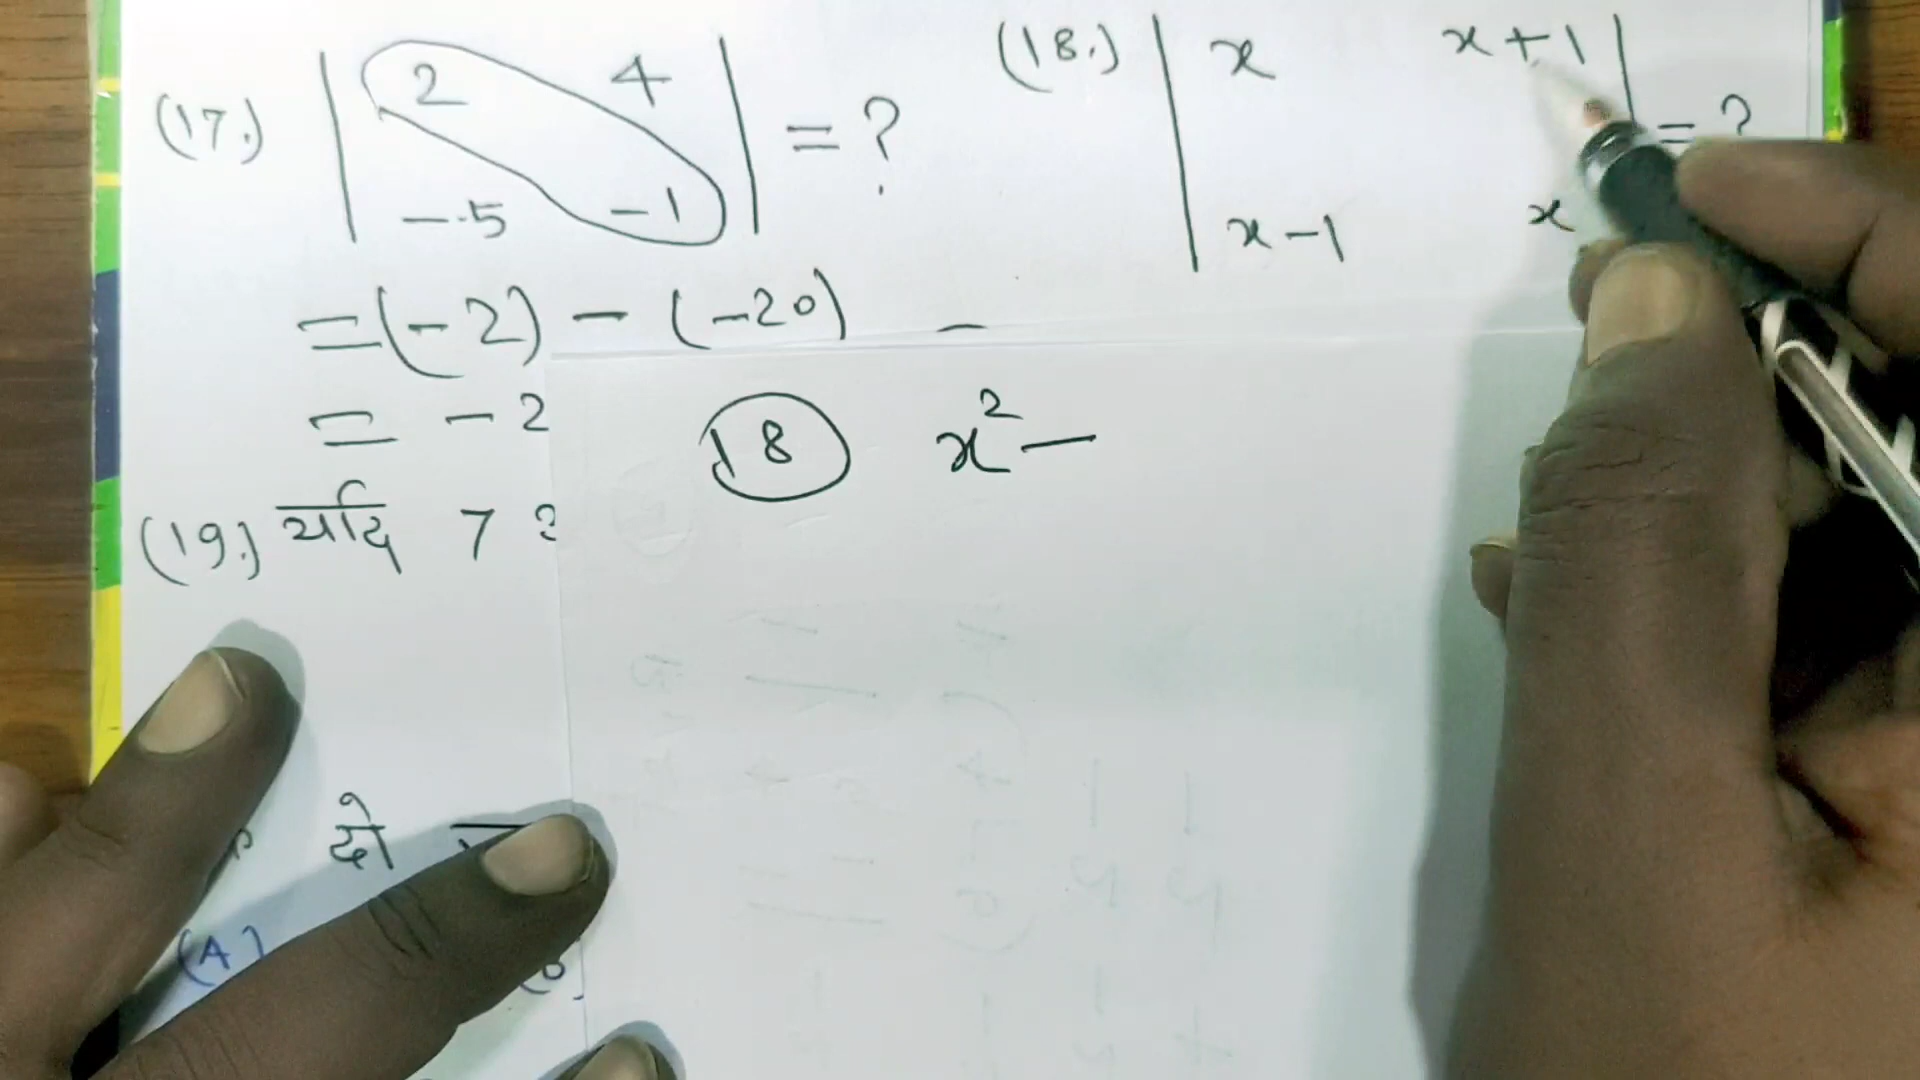 (17.) | 2 4 | = ?
-5 -1
(18.) | x x+1 | = ?
x-1 x
= (-2) - (-20)
= -2
(18) x² -
(19.) यदि 7
दो
(A)